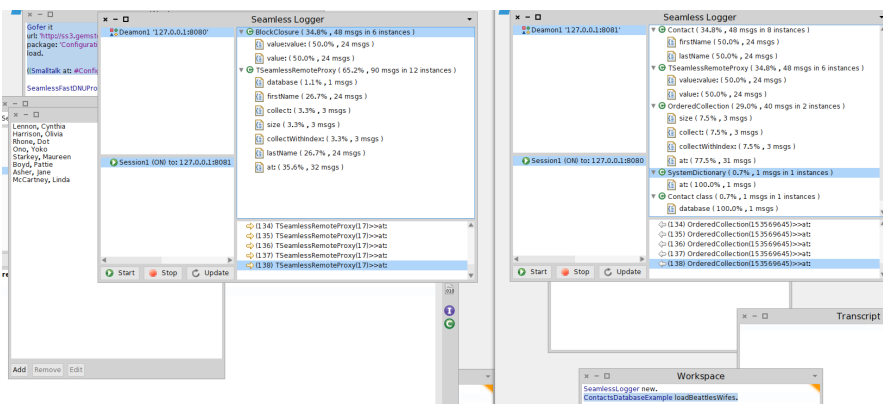 Gofer it
url: 'http://ss3.gemst
package: 'Configurati
load.
((Smalltalk at: #Config
SeamlessFastDNUPro
Lennon, Cynthia
Harrison, Olivia
Rhone, Dot
Ono, Yoko
Starkey, Maureen
Boyd, Pattie
Asher, Jane
McCartney, Linda
Add Remove Edit
Seamless Logger
Deamon1 '127.0.0.1:8080'
Session1 (ON) to: 127.0.0.1:8081
Start Stop Update
BlockClosure ( 34.8% , 48 msgs in 6 instances )
value:value: ( 50.0% , 24 msgs )
value: ( 50.0% , 24 msgs )
TSeamlessRemoteProxy ( 65.2% , 90 msgs in 12 instances )
database ( 1.1% , 1 msgs )
firstName ( 26.7% , 24 msgs )
collect: ( 3.3% , 3 msgs )
size ( 3.3% , 3 msgs )
collectWithIndex: ( 3.3% , 3 msgs )
lastName ( 26.7% , 24 msgs )
at: ( 35.6% , 32 msgs )
(134) TSeamlessRemoteProxy(17)>>at:
(135) TSeamlessRemoteProxy(17)>>at:
(136) TSeamlessRemoteProxy(17)>>at:
(137) TSeamlessRemoteProxy(17)>>at:
(138) TSeamlessRemoteProxy(17)>>at:
Seamless Logger
Deamon1 '127.0.0.1:8081'
Session1 (ON) to: 127.0.0.1:8080
Start Stop Update
Contact ( 34.8% , 48 msgs in 8 instances )
firstName ( 50.0% , 24 msgs )
lastName ( 50.0% , 24 msgs )
TSeamlessRemoteProxy ( 34.8% , 48 msgs in 6 instances )
value:value: ( 50.0% , 24 msgs )
value: ( 50.0% , 24 msgs )
OrderedCollection ( 29.0% , 40 msgs in 2 instances )
size ( 7.5% , 3 msgs )
collect: ( 7.5% , 3 msgs )
collectWithIndex: ( 7.5% , 3 msgs )
at: ( 77.5% , 31 msgs )
SystemDictionary ( 0.7% , 1 msgs in 1 instances )
at: ( 100.0% , 1 msgs )
Contact class ( 0.7% , 1 msgs in 1 instances )
database ( 100.0% , 1 msgs )
(134) OrderedCollection(153569645)>>at:
(135) OrderedCollection(153569645)>>at:
(136) OrderedCollection(153569645)>>at:
(137) OrderedCollection(153569645)>>at:
(138) OrderedCollection(153569645)>>at:
Transcript
Workspace
SeamlessLogger new.
ContactsDatabaseExample loadBeattlesWifes.